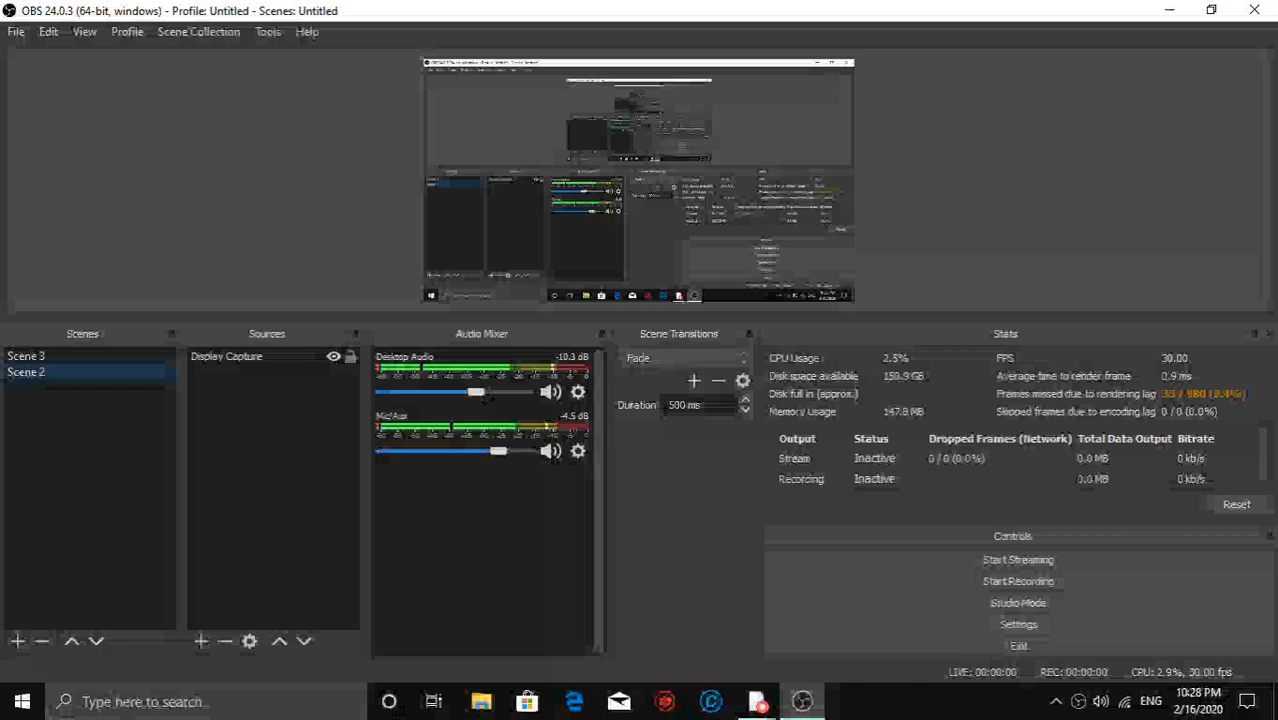 OBS 24.0.3 (64-bit, windows) - Profile: Untitled - Scenes: Untitled
File Edit View Profile Scene Collection Tools Help
Scenes
Scene 3
Scene 2
Sources
Display Capture
Audio Mixer
Desktop Audio -10.3 dB
Mic/Aux -4.5 dB
Scene Transitions
Fade
Duration 500 ms
Stats
CPU Usage 2.5% FPS 30.00
Disk space available 159.9 GB Average time to render frame 0.9 ms
Disk full in (approx.) Frames missed due to rendering lag
Memory Usage 147.8 MB Skipped frames due to encoding lag 0 / 0 (0.0%)
Output Status Dropped Frames (Network) Total Data Output Bitrate
Stream Inactive 0 / 0 (0.0%) 0.0 MB 0 kb/s
Recording Inactive 0.0 MB 0 kb/s
Reset
Controls
Start Streaming
Start Recording
Studio Mode
Settings
Exit
LIVE: 00:00:00 REC: 00:00:00 CPU: 2.9%, 30.00 fps
Type here to search
ENG
10:28 PM
2/16/2020